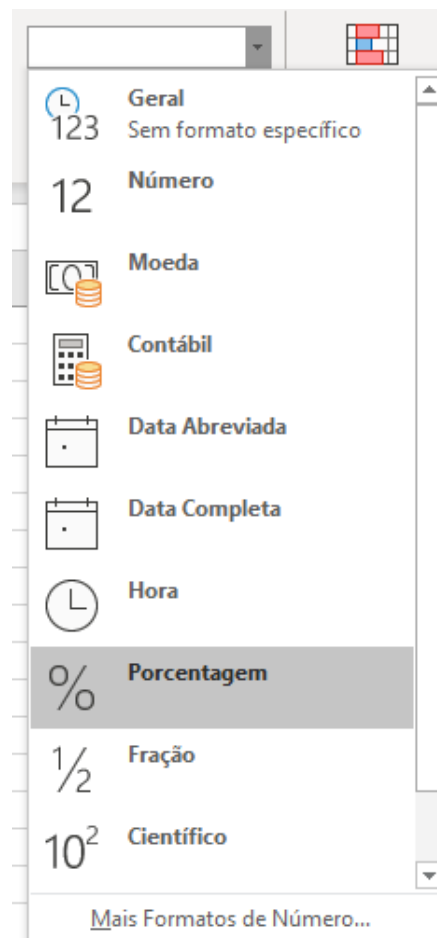 123
Geral
Sem formato específico
12
Número
Moeda
Contábil
Data Abreviada
Data Completa
Hora
%
Porcentagem
½
Fração
10²
Científico
Mais Formatos de Número...